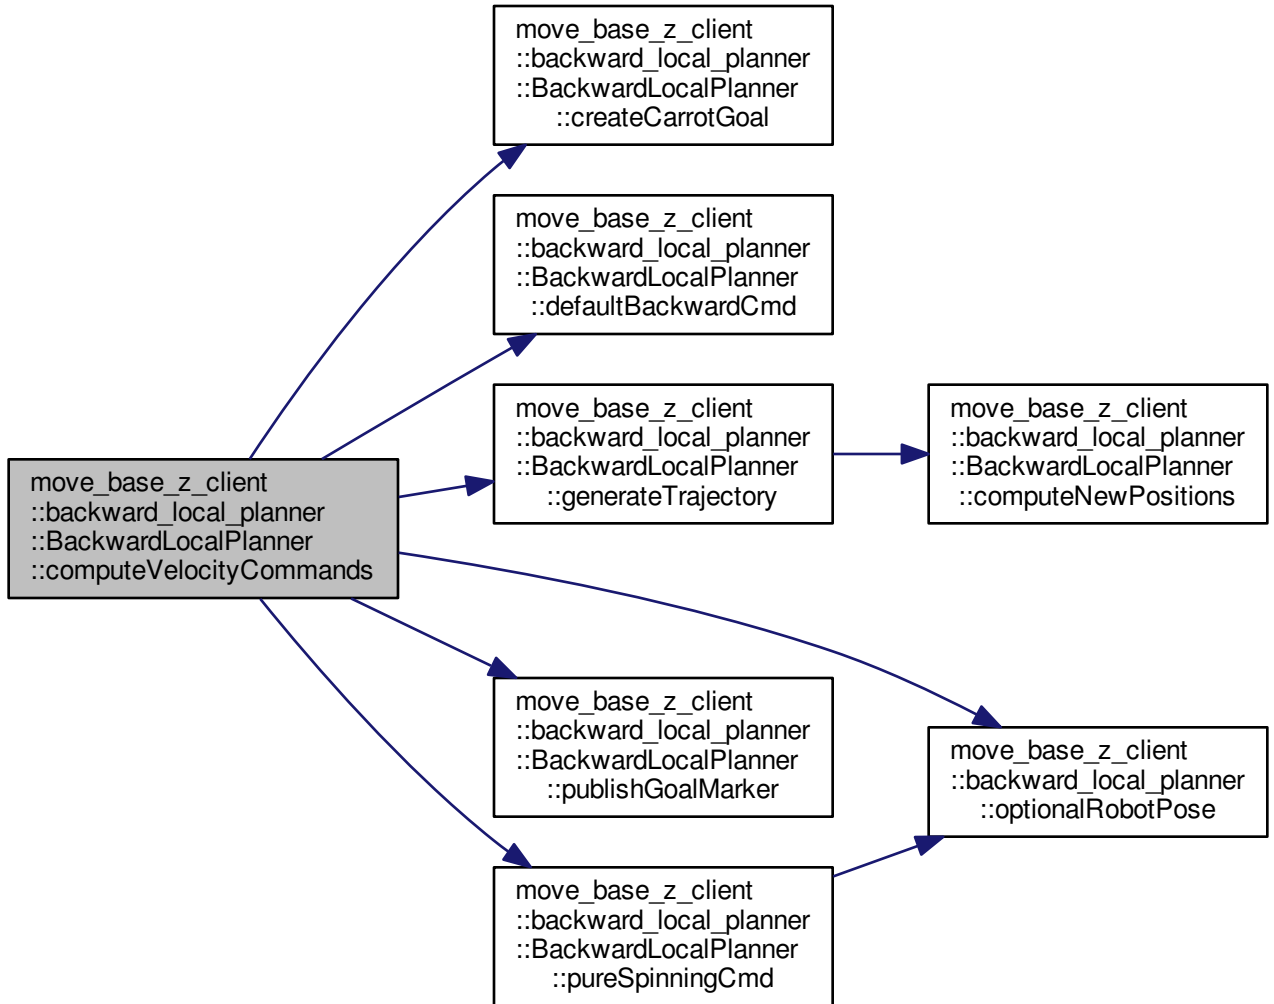 move_base_z_client
::backward_local_planner
::BackwardLocalPlanner
::createCarrotGoal
move_base_z_client
::backward_local_planner
::BackwardLocalPlanner
::defaultBackwardCmd
move_base_z_client
::backward_local_planner
::BackwardLocalPlanner
::generateTrajectory
move_base_z_client
::backward_local_planner
::BackwardLocalPlanner
::computeNewPositions
move_base_z_client
::backward_local_planner
::BackwardLocalPlanner
::computeVelocityCommands
move_base_z_client
::backward_local_planner
::BackwardLocalPlanner
::publishGoalMarker
move_base_z_client
::backward_local_planner
::optionalRobotPose
move_base_z_client
::backward_local_planner
::BackwardLocalPlanner
::pureSpinningCmd